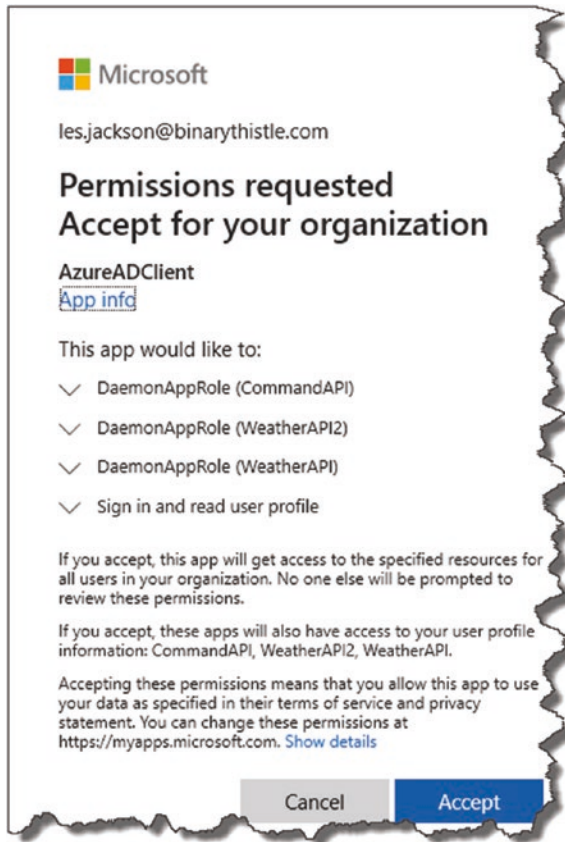 Microsoft
les.jackson@binarythistle.com
Permissions requested
Accept for your organization
AzureADClient
App info
This app would like to:
DaemonAppRole (CommandAPI)
DaemonAppRole (WeatherAPI2)
DaemonAppRole (WeatherAPI)
Sign in and read user profile
If you accept, this app will get access to the specified resources for
all users in your organization. No one else will be prompted to
review these permissions.
If you accept, these apps will also have access to your user profile
information: CommandAPI, WeatherAPI2, WeatherAPI.
Accepting these permissions means that you allow this app to use
your data as specified in their terms of service and privacy
statement. You can change these permissions at
https://myapps.microsoft.com. Show details
Cancel Accept